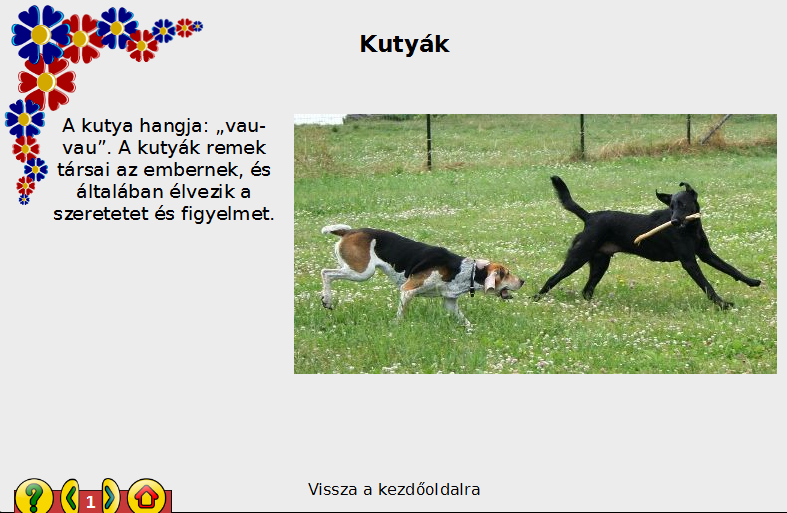 Kutyák
A kutya hangja: „vau-
vau”. A kutyák remek
társai az embernek, és
általában élvezik a
szeretetet és figyelmet.
Vissza a kezdőoldalra
?
1